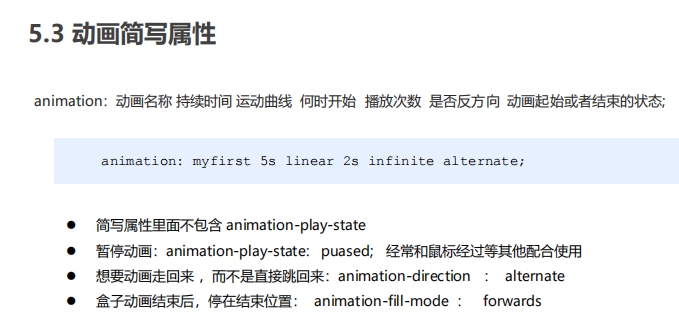 5.3 动画简写属性
animation：动画名称 持续时间 运动曲线 何时开始 播放次数 是否反方向 动画起始或者结束的状态;
animation: myfirst 5s linear 2s infinite alternate;
● 简写属性里面不包含 animation-play-state
● 暂停动画：animation-play-state: puased; 经常和鼠标经过等其他配合使用
● 想要动画走回来 ，而不是直接跳回来：animation-direction ： alternate
● 盒子动画结束后，停在结束位置： animation-fill-mode ： forwards